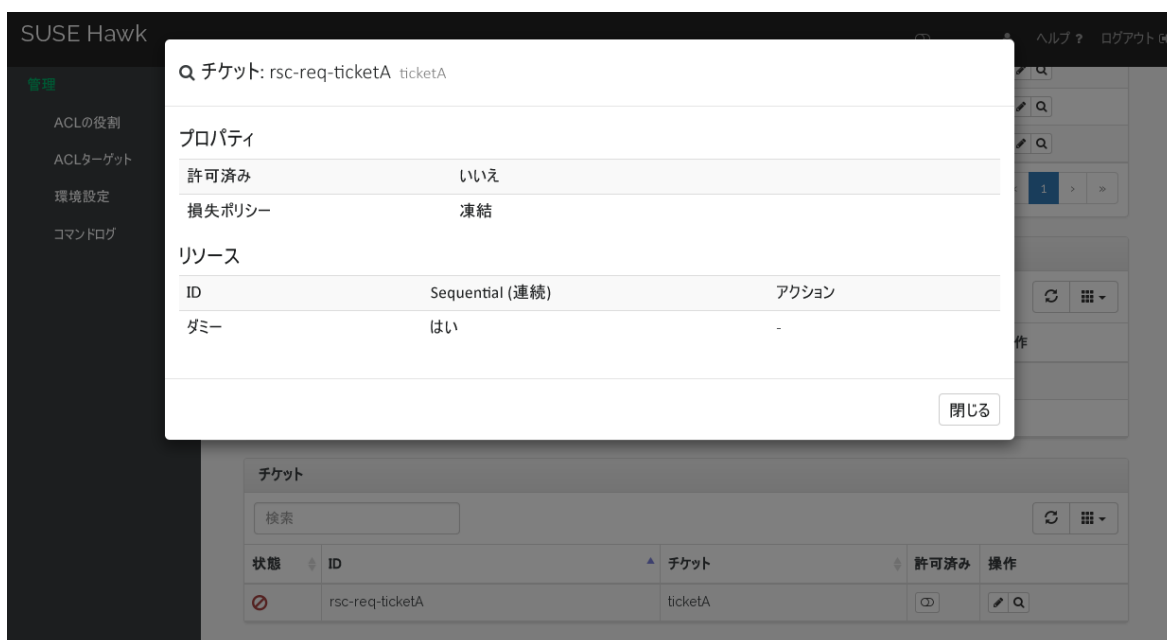 SUSE Hawk
ヘルプ ? ログアウト
管理
ACLの役割
ACLターゲット
環境設定
コマンドログ
チケット: rsc-req-ticketA ticketA
プロパティ
許可済み いいえ
損失ポリシー 凍結
リソース
ID Sequential (連続) アクション
ダミー はい -
閉じる
1 › »
作
チケット
検索
状態 ID チケット 許可済み 操作
rsc-req-ticketA ticketA